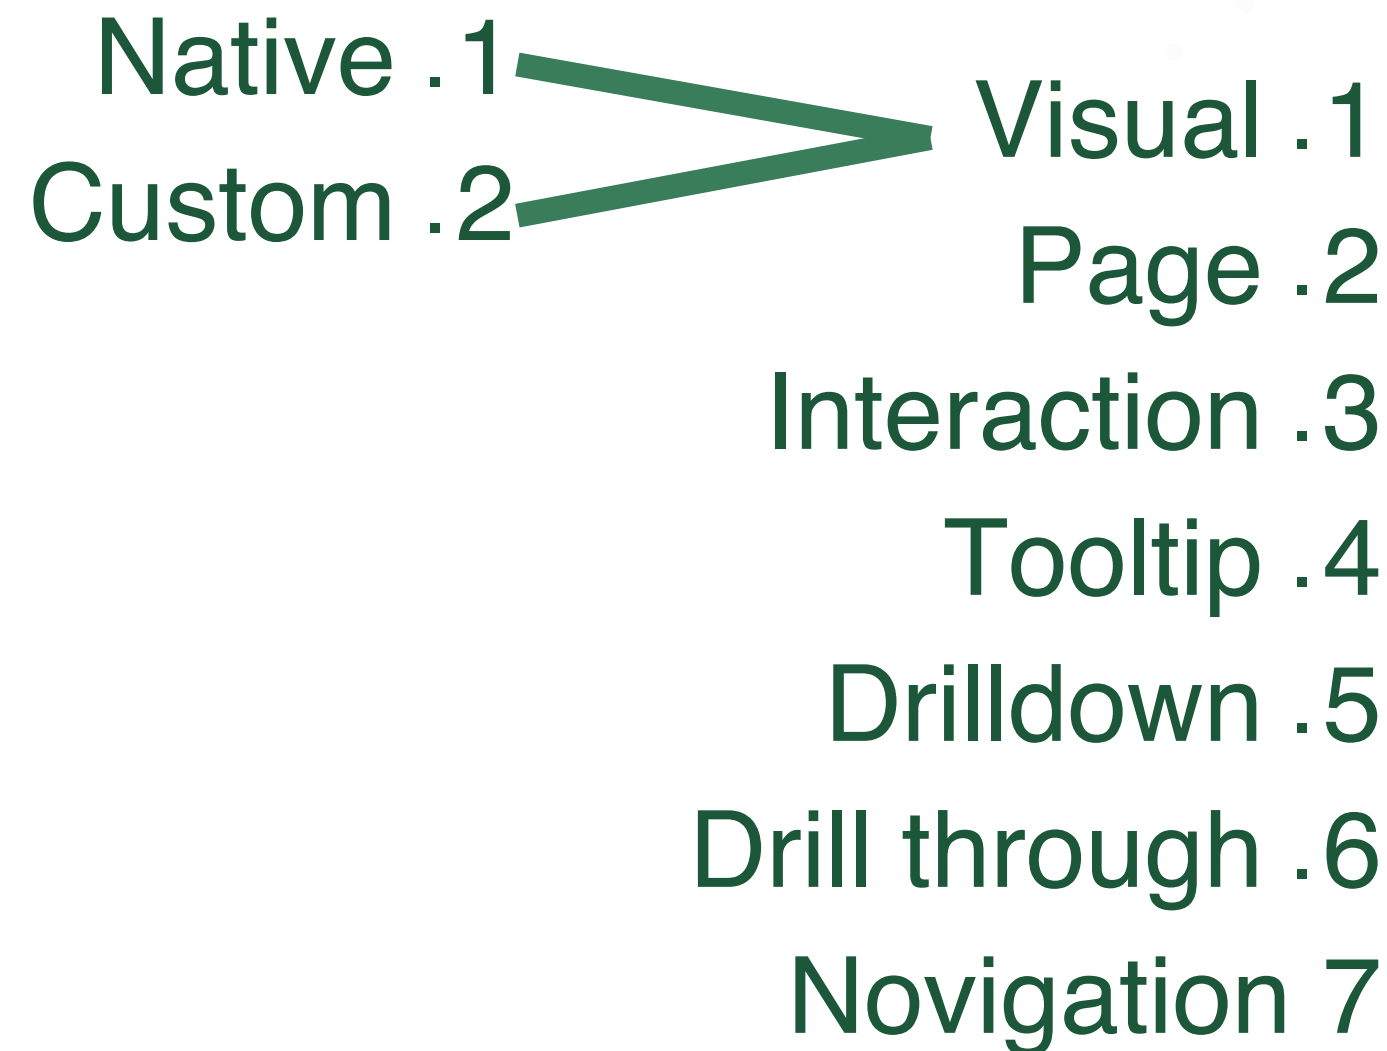 Native .1
Custom .2
Visual .1
Page .2
Interaction .3
Tooltip .4
Drilldown .5
Drill through .6
Novigation 7